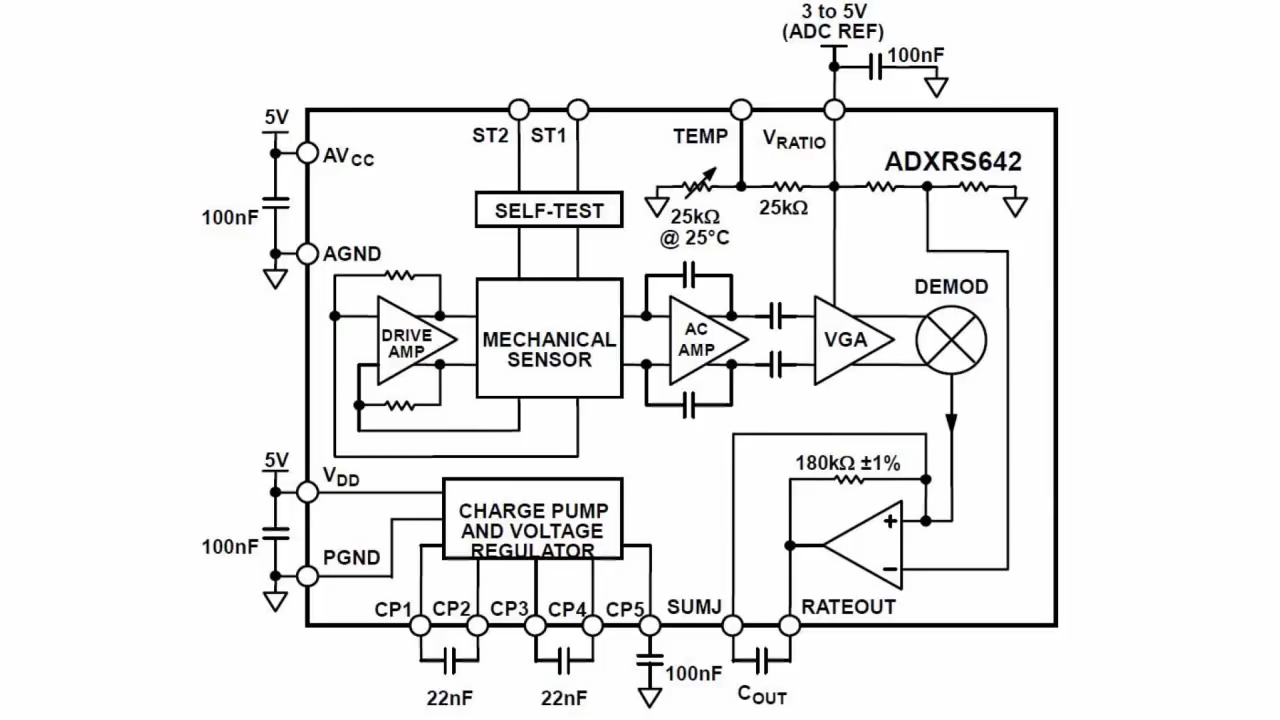 3 to 5V
(ADC REF)
100nF
5V
ST2
ST1
TEMP
VRATIO
AVCC
ADXRS642
100nF
SELF-TEST
25kΩ
@ 25°C
25kΩ
AGND
DEMOD
DRIVE
AMP
MECHANICAL
SENSOR
AC
AMP
VGA
5V
VDD
180kΩ ±1%
CHARGE PUMP
AND VOLTAGE
REGULATOR
+
100nF
PGND
–
CP1
CP2
CP3
CP4
CP5
SUMJ
RATEOUT
22nF
22nF
100nF
COUT